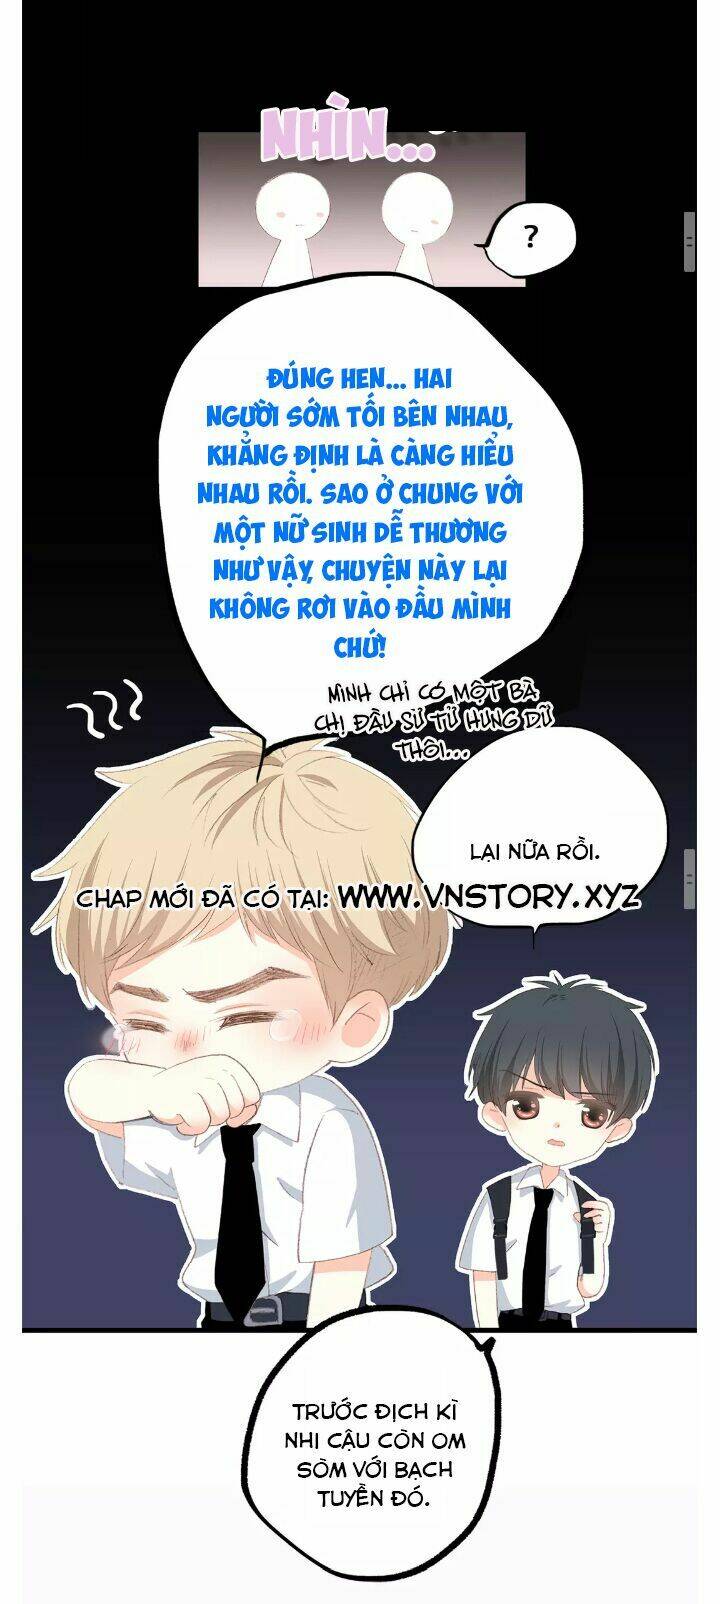 NHÌN...
?
ĐÚNG HEN... HAI
NGƯỜI SỚM TỐI BÊN NHAU,
KHẲNG ĐỊNH LÀ CÀNG HIỂU
NHAU RỒI. SAO Ở CHUNG VỚI
MỘT NỮ SINH DỄ THƯƠNG
NHƯ VẬY, CHUYỆN NÀY LẠI
KHÔNG RƠI VÀO ĐẦU MÌNH
CHỨ!
MÌNH CHỈ CÓ MỘT BÀ
CHỊ ĐẦU SƯ TỬ HUNG DỮ
THÔI...
LẠI NỮA RỒI.
CHAP MỚI ĐÃ CÓ TẠI: WWW.VNSTORY.XYZ
TRƯỚC ĐỊCH KÌ
NHI CẬU CÒN OM
SÒM VỚI BẠCH
TUYỀN ĐÓ.